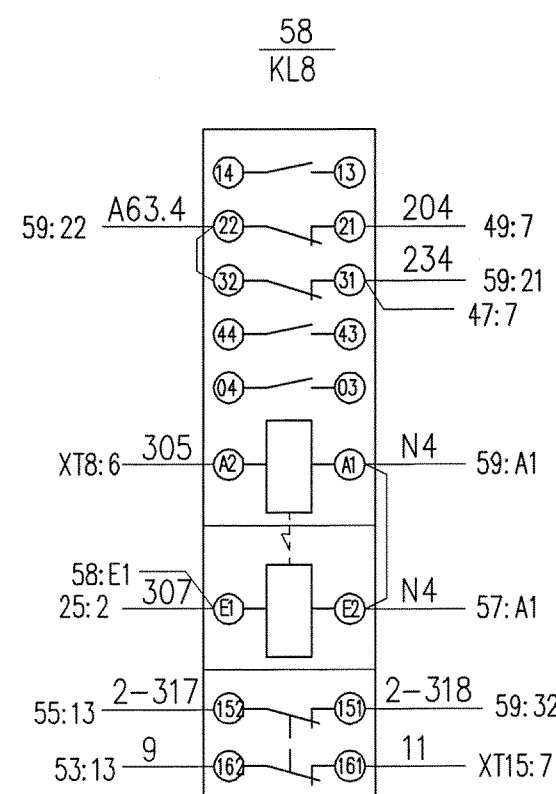 58
KL8
14 13
59:22 A63.4 22 21 204 49:7
32 31 234 59:21
47:7
44 43
04 03
XT8:6 305 A2 A1 N4 59:A1
58:E1
25:2 307 E1 E2 N4 57:A1
55:13 2-317 152 151 2-318 59:32
53:13 9 162 161 11 XT15:7